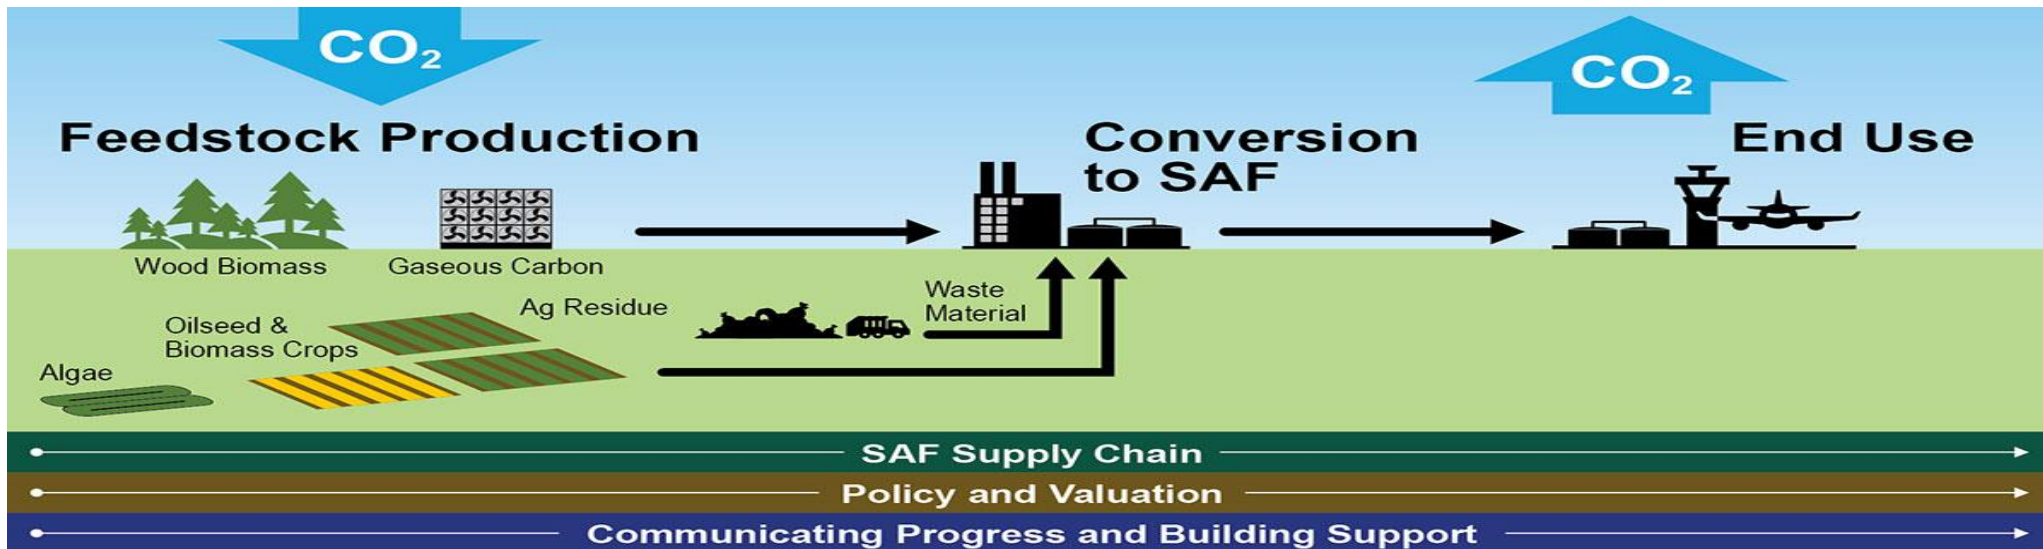 CO₂
CO₂
Feedstock Production
Conversion
to SAF
End Use
Wood Biomass
Gaseous Carbon
Ag Residue
Oilseed &
Biomass Crops
Algae
Waste
Material
SAF Supply Chain
Policy and Valuation
Communicating Progress and Building Support